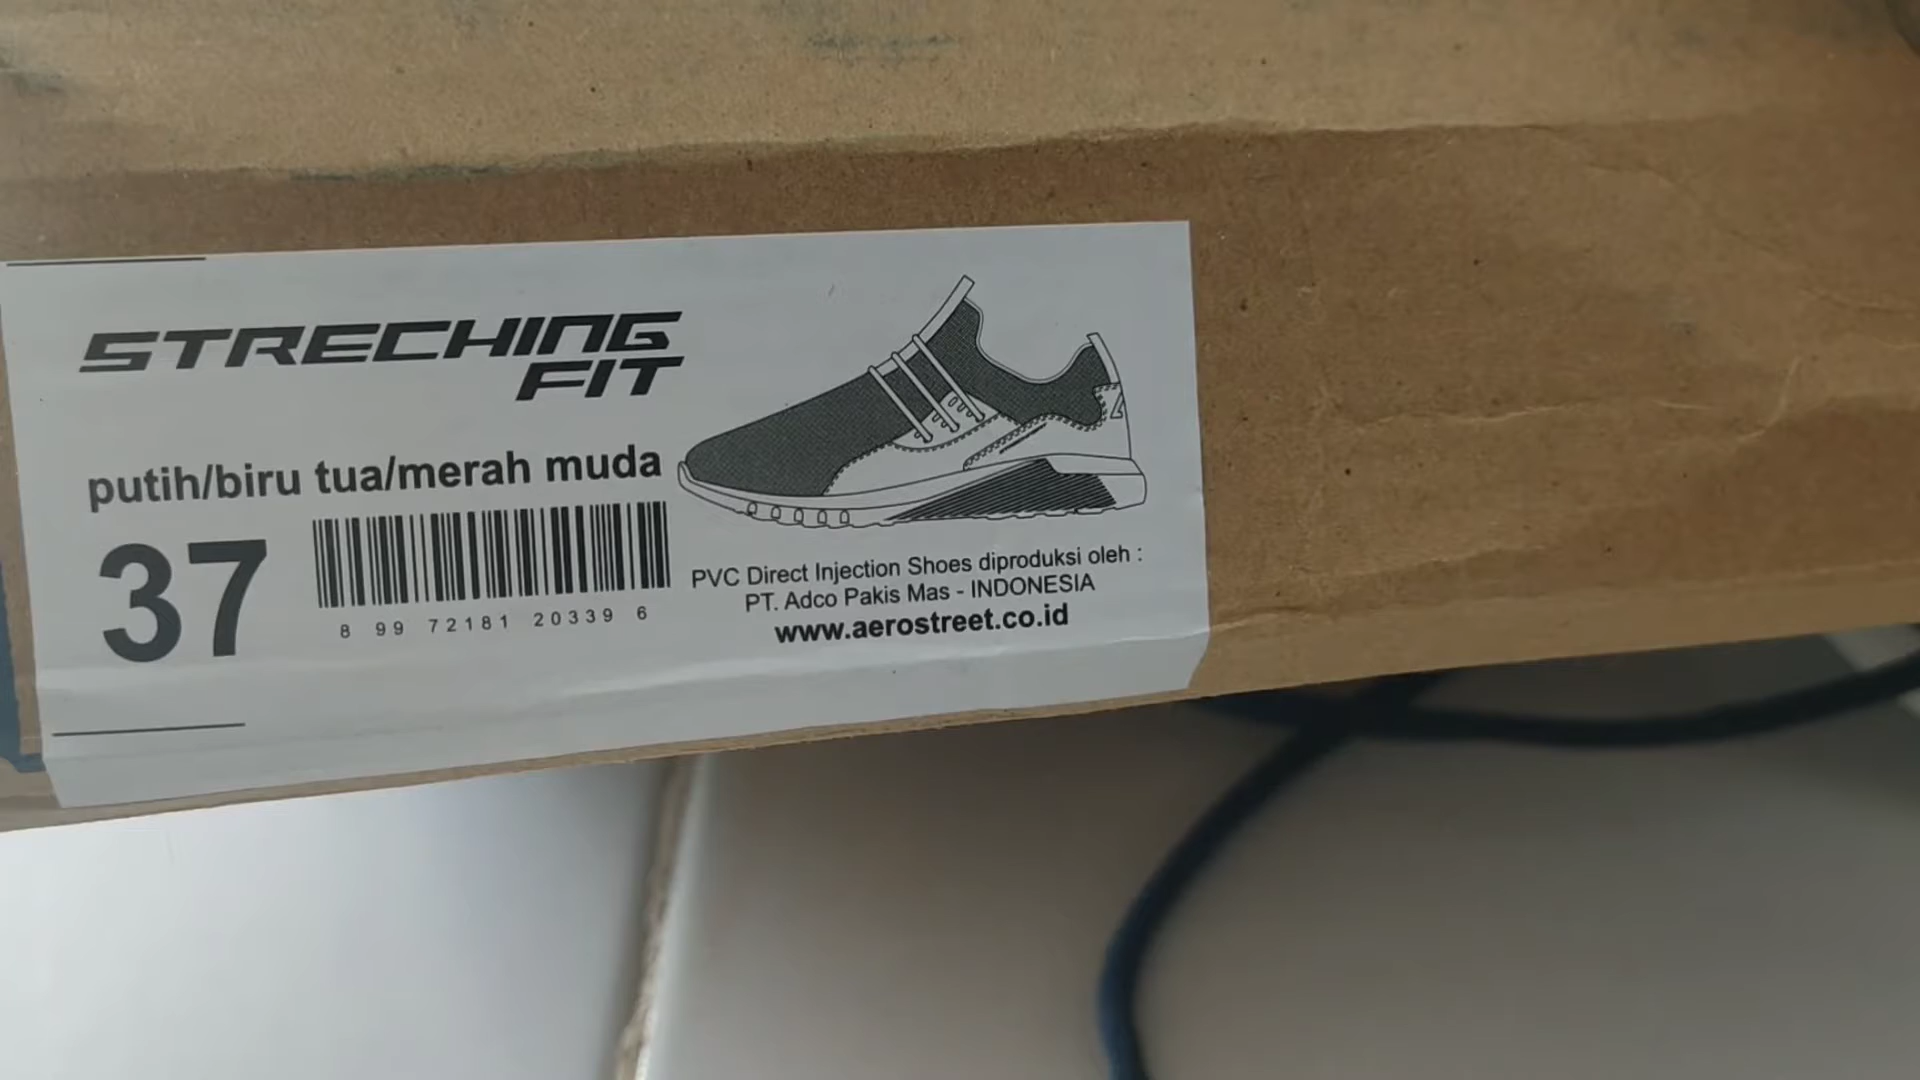 STRECHING
FIT
putih/biru tua/merah muda
37
8 99 72181 20339 6
PVC Direct Injection Shoes diproduksi oleh :
PT. Adco Pakis Mas - INDONESIA
www.aerostreet.co.id